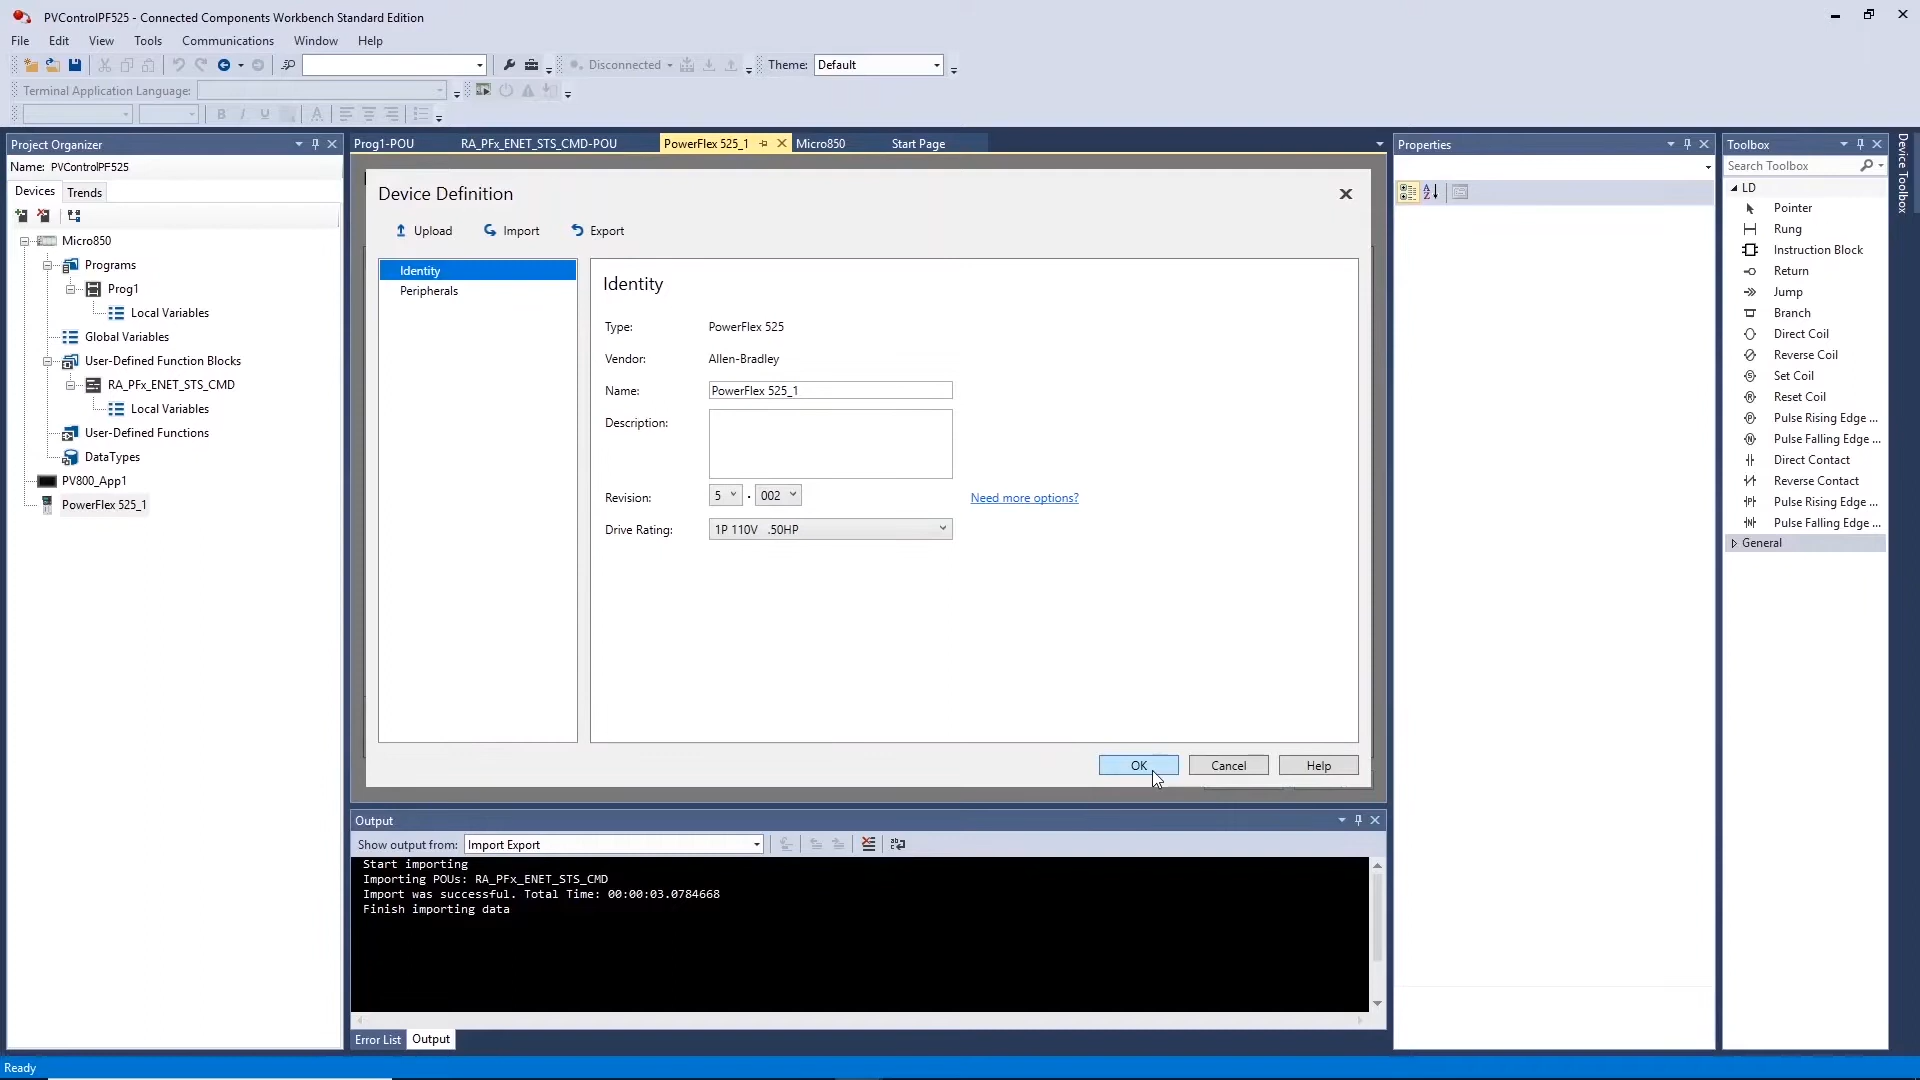 PVControlPF525 - Connected Components Workbench Standard Edition
File Edit View Tools Communications Window Help
Disconnected Theme: Default
Terminal Application Language:
B I U A
Project Organizer
Name: PVControlPF525
Devices Trends
Micro850
Programs
Prog1
Local Variables
Global Variables
User-Defined Function Blocks
RA_PFx_ENET_STS_CMD
Local Variables
User-Defined Functions
DataTypes
PV800_App1
PowerFlex 525_1
Prog1-POU RA_PFx_ENET_STS_CMD-POU PowerFlex 525_1 Micro850 Start Page
Device Definition
Upload Import Export
Identity
Peripherals
Identity
Type: PowerFlex 525
Vendor: Allen-Bradley
Name: PowerFlex 525_1
Description:
Revision: 5 . 002 Need more options?
Drive Rating: 1P 110V .50HP
OK Cancel Help
Output
Show output from: Import Export
Start importing
Importing POUs: RA_PFx_ENET_STS_CMD
Import was successful. Total Time: 00:00:03.0784668
Finish importing data
Error List Output
Properties
Toolbox
Search Toolbox
LD
Pointer
Rung
Instruction Block
Return
Jump
Branch
Direct Coil
Reverse Coil
Set Coil
Reset Coil
Pulse Rising Edge ...
Pulse Falling Edge ...
Direct Contact
Reverse Contact
Pulse Rising Edge ...
Pulse Falling Edge ...
General
Device Toolbox
Ready